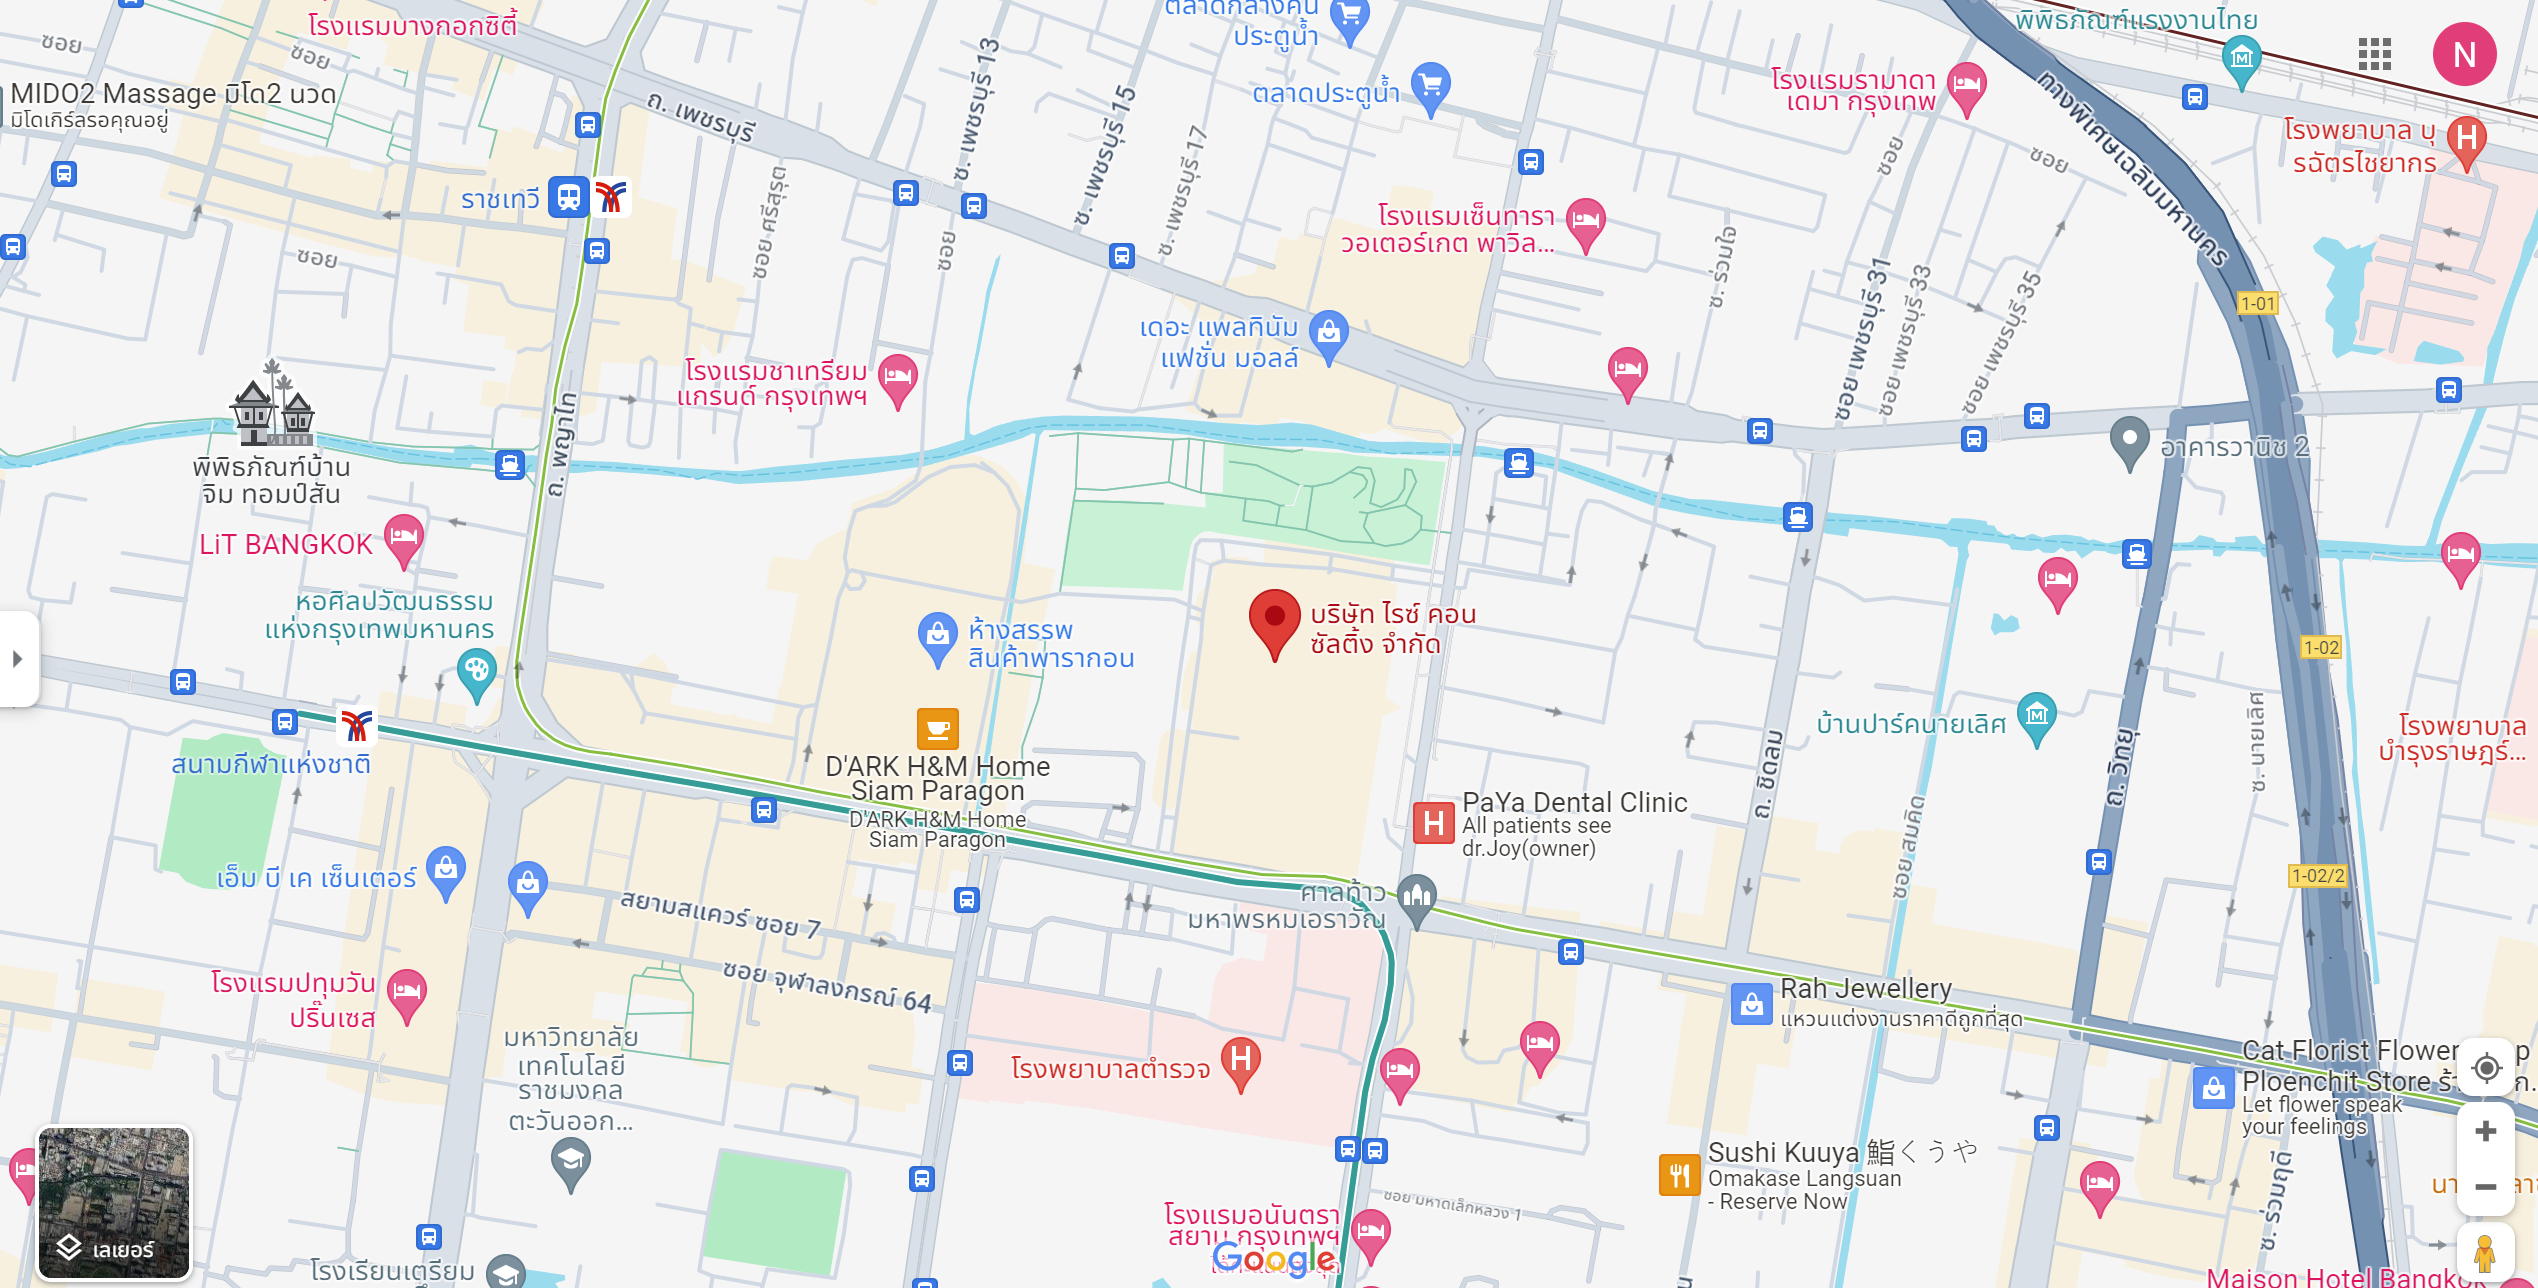 โรงแรมบางกอกซิตี้
ซอย
ซอย
MIDO2 Massage มิโด2 นวด
มิโดเกิร์ลรอคุณอยู่
ถ. เพชรบุรี
ซ. เพชรบุรี 13
ซ. เพชรบุรี 15
ซ. เพชรบุรี 17
ตลาดกลางคืน
ประตูน้ำ
ตลาดประตูน้ำ
โรงแรมรามาดา
เดมา กรุงเทพ
พิพิธภัณฑ์แรงงานไทย
N
ทางพิเศษเฉลิมมหานคร
โรงพยาบาล บุ
รฉัตรไชยากร
ซอย
ซอย
ราชเทวี
ซอย ศรีสุรุต
ซอย
ซอย
โรงแรมเซ็นทารา
วอเตอร์เกต พาวิล...
ซ. ร่วมใจ
ซอย เพชรบุรี 31
ซอย เพชรบุรี 33
ซอย เพชรบุรี 35
1-01
เดอะ แพลทินัม
แฟชั่น มอลล์
โรงแรมชาเทรียม
แกรนด์ กรุงเทพฯ
ถ. พญาไท
พิพิธภัณฑ์บ้าน
จิม ทอมป์สัน
อาคารวานิช 2
LiT BANGKOK
หอศิลปวัฒนธรรม
แห่งกรุงเทพมหานคร
ห้างสรรพ
สินค้าพารากอน
บริษัท ไรซ์ คอน
ซัลติ้ง จำกัด
1-02
สนามกีฬาแห่งชาติ
D'ARK H&M Home
Siam Paragon
D'ARK H&M Home
Siam Paragon
PaYa Dental Clinic
All patients see
dr.Joy(owner)
ถ. ชิดลม
บ้านปาร์คนายเลิศ
ถ. วิทยุ
ซ. นายเลิศ
โรงพยาบาล
บำรุงราษฎร์...
ซอย สมคิด
1-02/2
เอ็ม บี เค เซ็นเตอร์
สยามสแควร์ ซอย 7
ศาลท้าว
มหาพรหมเอราวัณ
ซอย จุฬาลงกรณ์ 64
โรงแรมปทุมวัน
ปริ๊นเซส
มหาวิทยาลัย
เทคโนโลยี
ราชมงคล
ตะวันออก...
โรงพยาบาลตำรวจ
Rah Jewellery
แหวนแต่งงานราคาดีถูกที่สุด
Cat Florist Flower
Ploenchit Store
Let flower speak
your feelings
Sushi Kuuya 鮨くうや
Omakase Langsuan
- Reserve Now
ซอย มหาดเล็กหลวง 1
โรงแรมอนันตรา
สยาม กรุงเทพฯ
ซ. ร่วมฤดี
เลเยอร์
โรงเรียนเตรียม
Google
Maison Hotel Bangkok